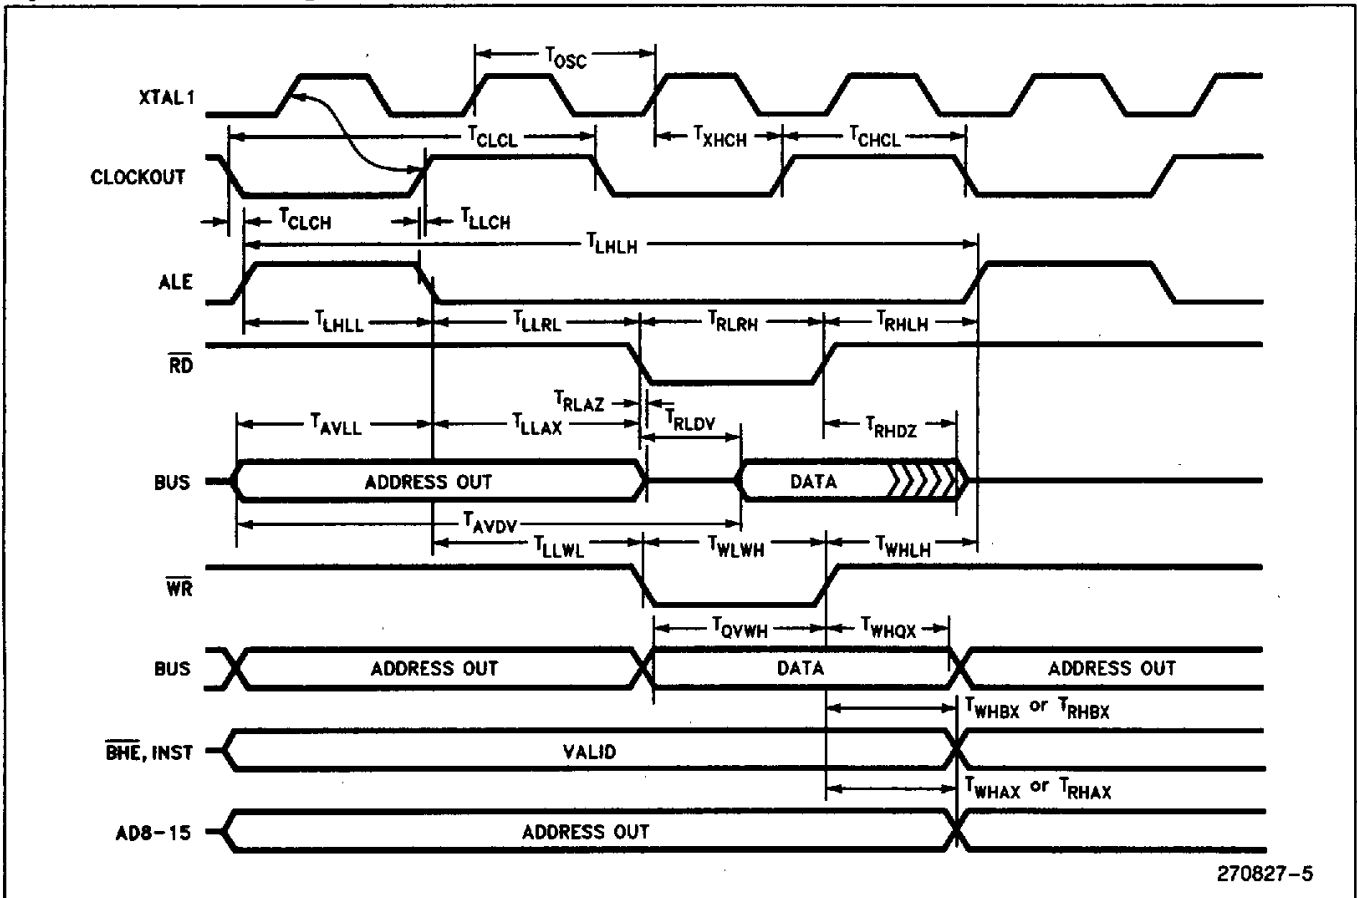 T_OSC
XTAL1
T_CLCL T_XHCH T_CHCL
CLOCKOUT
T_CLCH T_LLCH
T_LHLH
ALE
T_LHLL T_LLRL T_RLRH T_RHLH
RD
T_RLAZ
T_AVLL T_LLAX T_RLDV T_RHDZ
BUS ADDRESS OUT DATA
T_AVDV
T_LLWL T_WLWH T_WHLH
WR
T_QVWH T_WHQX
BUS ADDRESS OUT DATA ADDRESS OUT
T_WHBX or T_RHBX
BHE, INST VALID
T_WHAX or T_RHAX
AD8-15 ADDRESS OUT
270827-5